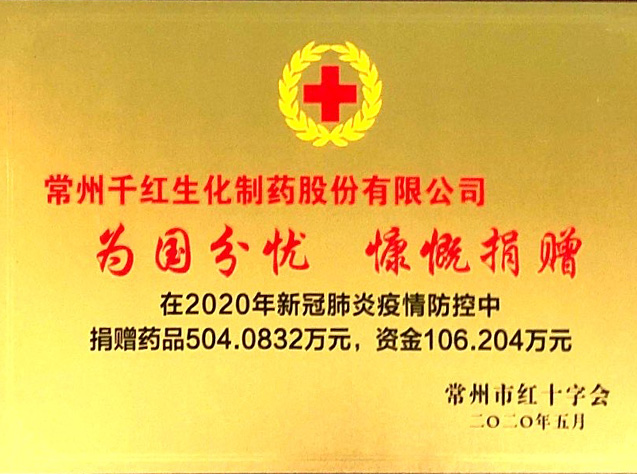 常州千红生化制药股份有限公司
为国分忧 慷慨捐赠
在2020年新冠肺炎疫情防控中
捐赠药品504.0832万元，资金106.204万元
常州市红十字会
二〇二〇年五月